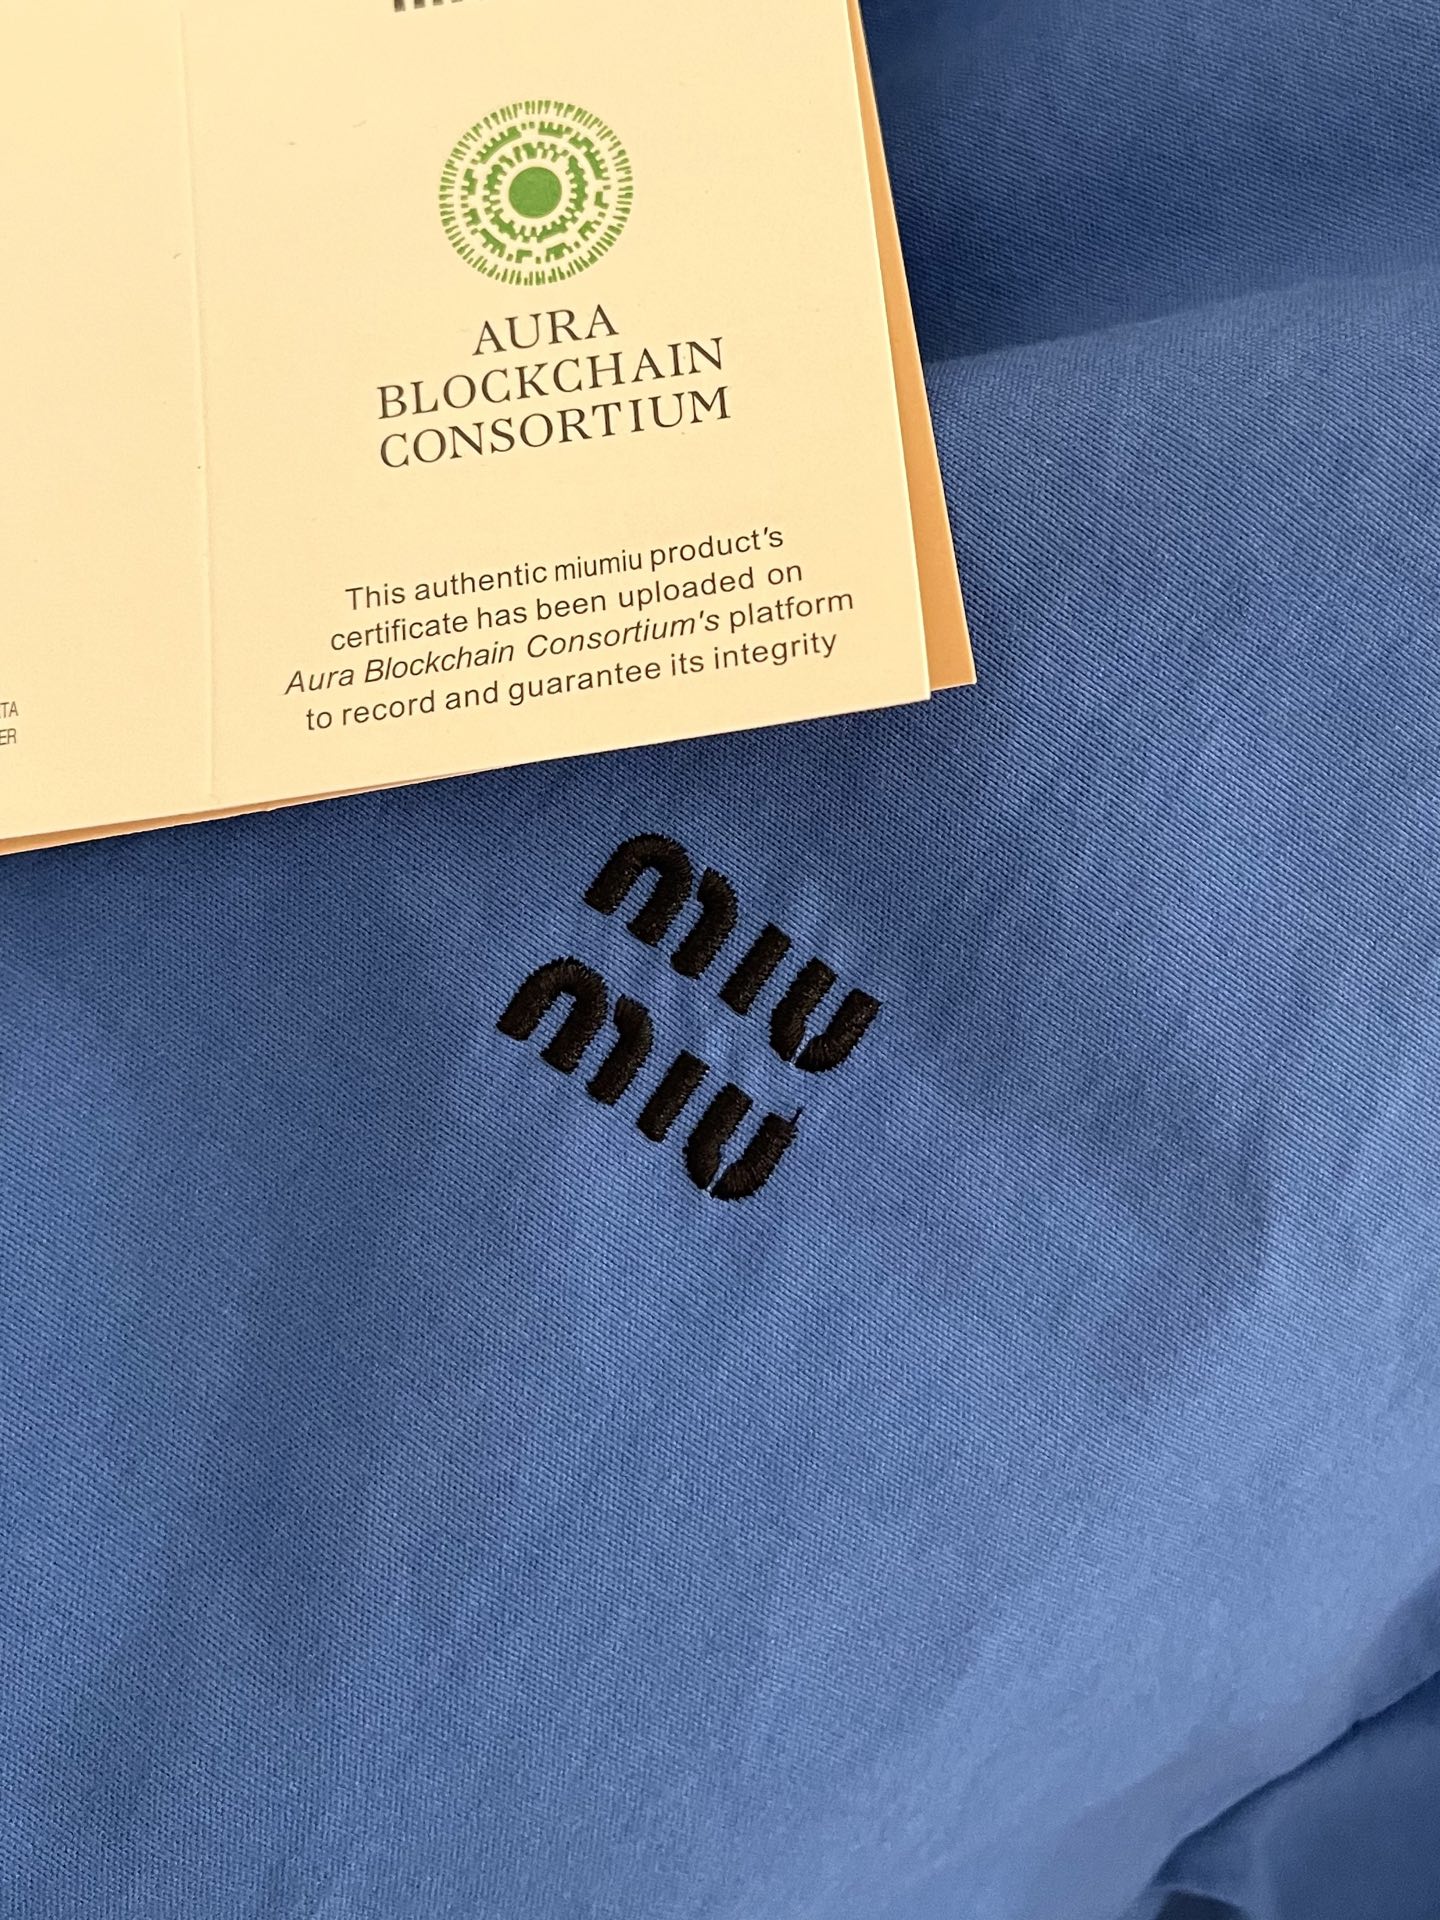 AURA
BLOCKCHAIN
CONSORTIUM
This authentic miumiu product's
certificate has been uploaded on
Aura Blockchain Consortium's platform
to record and guarantee its integrity
miu
miu